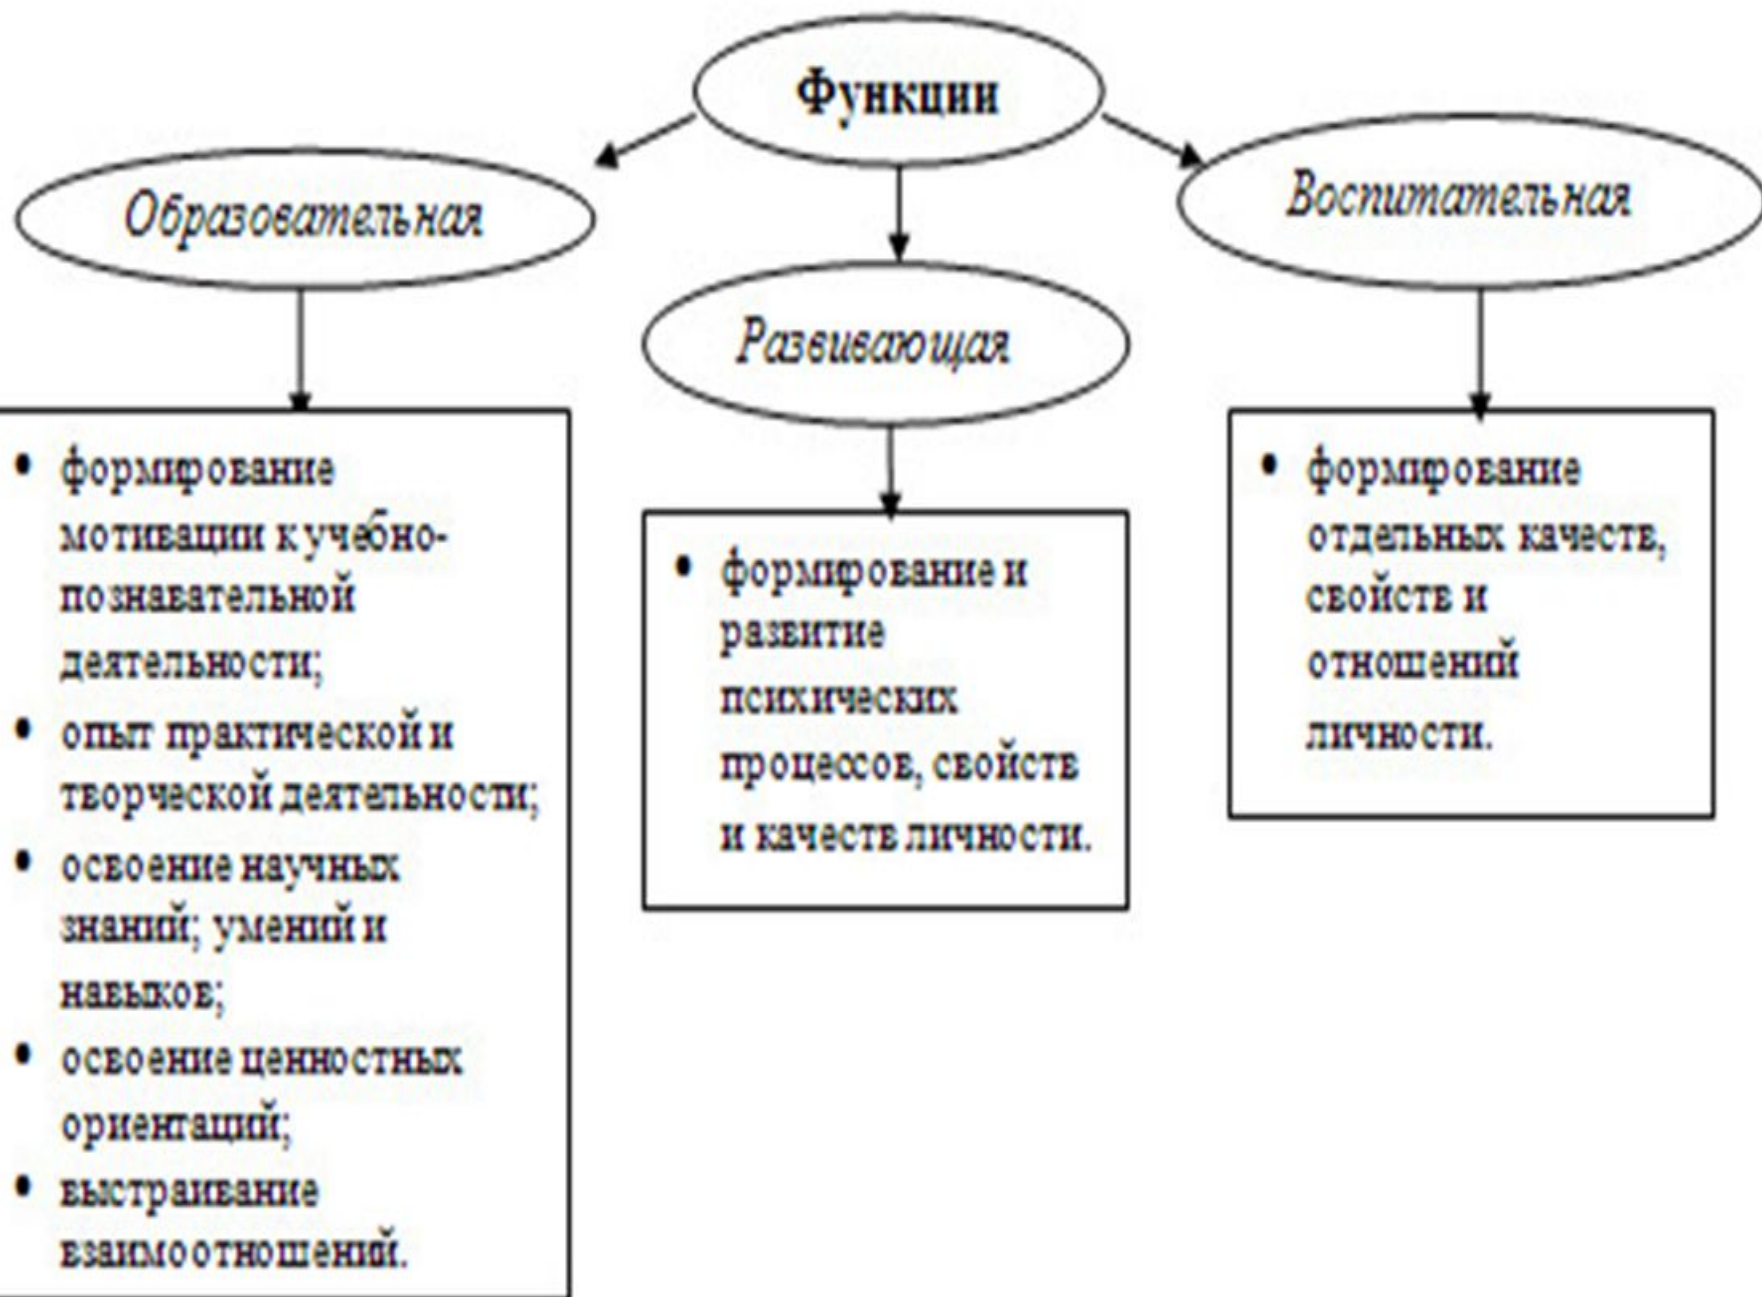 Функции
Образовательная
Развивающая
Воспитательная
• формирование
мотивации к учебно-
познавательной
деятельности;
• опыт практической и
творческой деятельности;
• освоение научных
знаний; умений и
навыков;
• освоение ценностных
ориентаций;
• выстраивание
взаимоотношений.
• формирование и
развитие
психических
процессов, свойств
и качеств личности.
• формирование
отдельных качеств,
свойств и
отношений
личности.